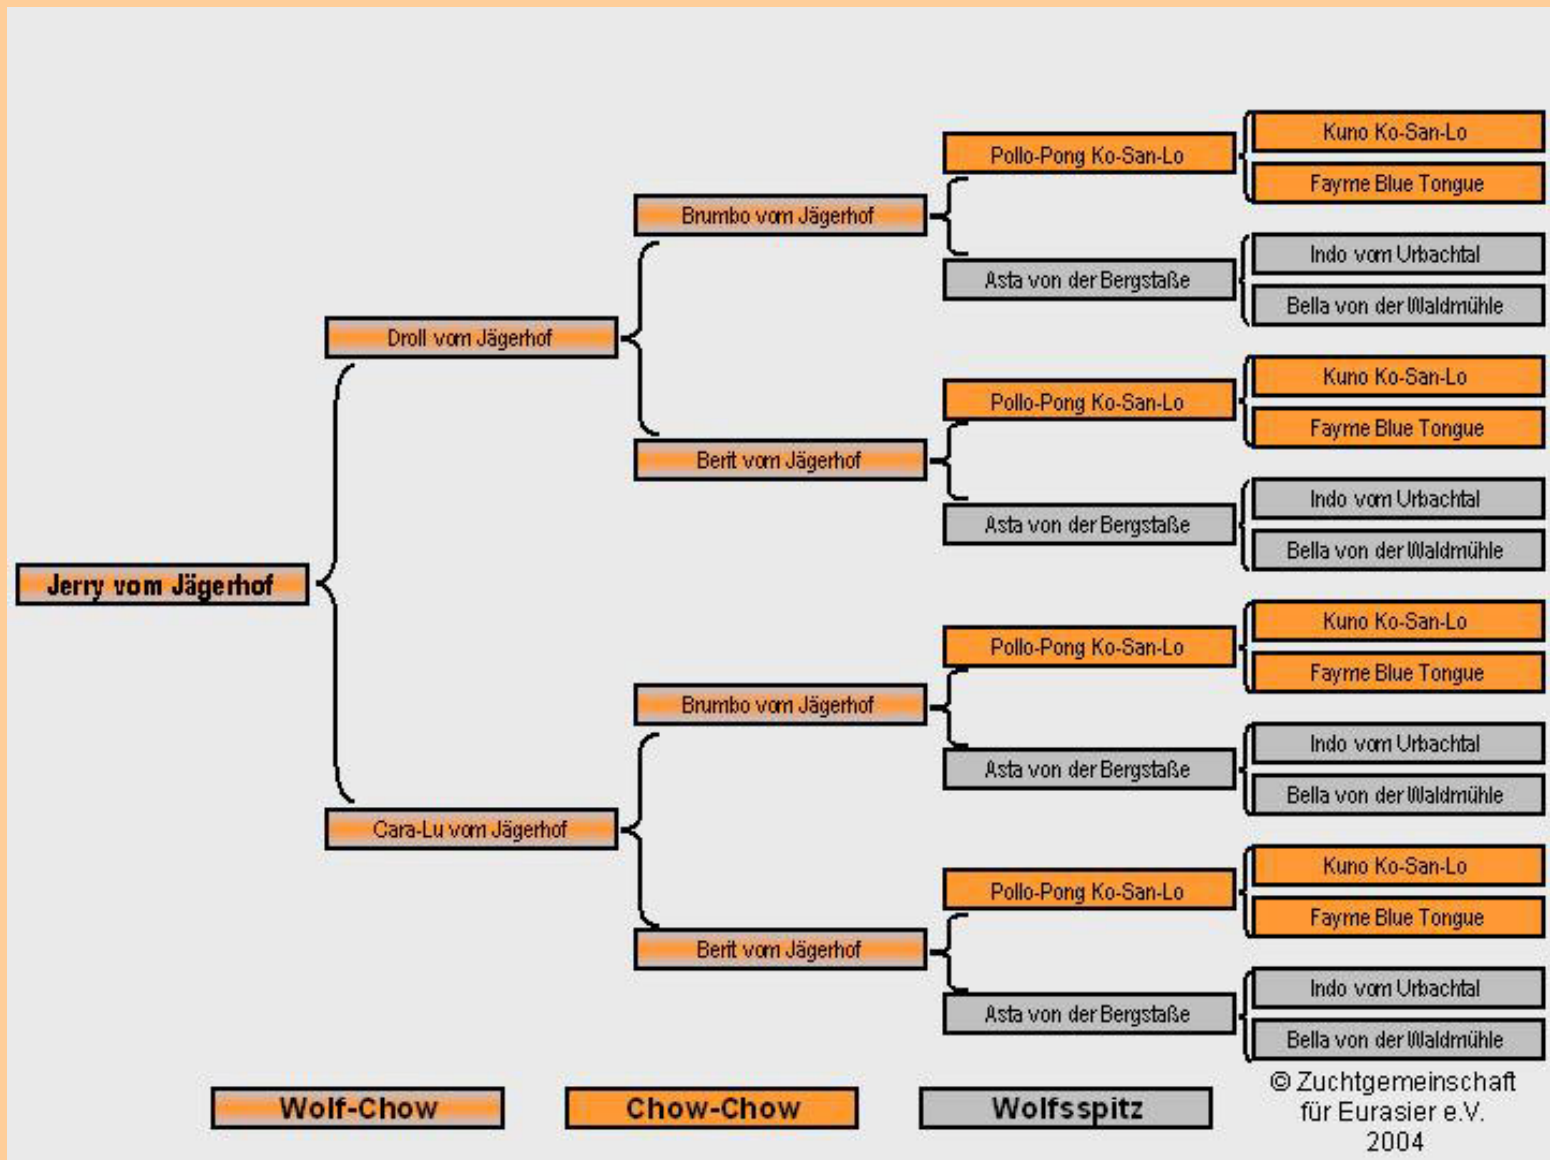 Kuno Ko-San-Lo
Pollo-Pong Ko-San-Lo
Fayme Blue Tongue
Brumbo vom Jägerhof
Indo vom Urbachtal
Asta von der Bergstaße
Bella von der Waldmühle
Droll vom Jägerhof
Kuno Ko-San-Lo
Pollo-Pong Ko-San-Lo
Fayme Blue Tongue
Berit vom Jägerhof
Indo vom Urbachtal
Asta von der Bergstaße
Bella von der Waldmühle
Jerry vom Jägerhof
Kuno Ko-San-Lo
Pollo-Pong Ko-San-Lo
Fayme Blue Tongue
Brumbo vom Jägerhof
Indo vom Urbachtal
Asta von der Bergstaße
Bella von der Waldmühle
Cara-Lu vom Jägerhof
Kuno Ko-San-Lo
Pollo-Pong Ko-San-Lo
Fayme Blue Tongue
Berit vom Jägerhof
Indo vom Urbachtal
Asta von der Bergstaße
Bella von der Waldmühle
Wolf-Chow
Chow-Chow
Wolfsspitz
© Zuchtgemeinschaft
für Eurasier e.V.
2004